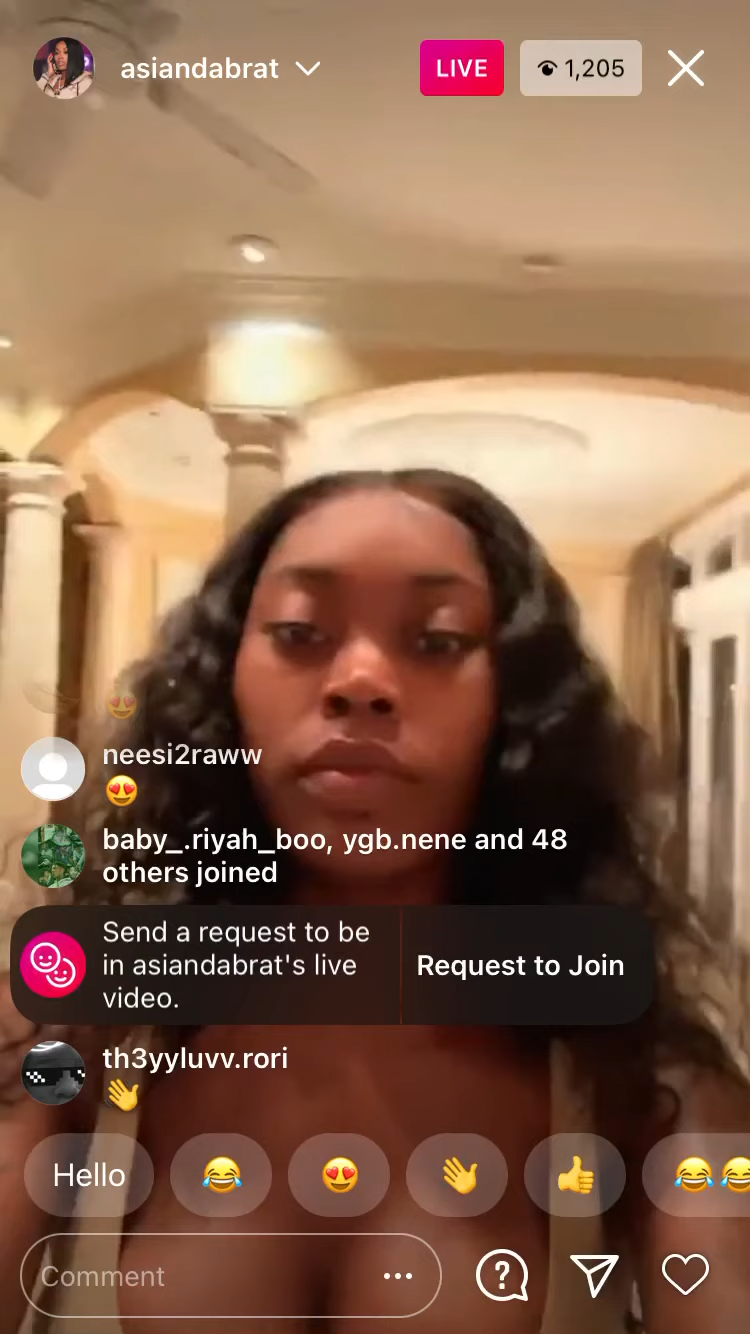 asiandabrat
LIVE
1,205
😍
neesi2raww
😍
baby_.riyah_boo, ygb.nene and 48
others joined
Send a request to be
in asiandabrat's live
video.
Request to Join
th3yyluvv.rori
👋
Hello 😂 😍 👋 👍 😂😂
Comment